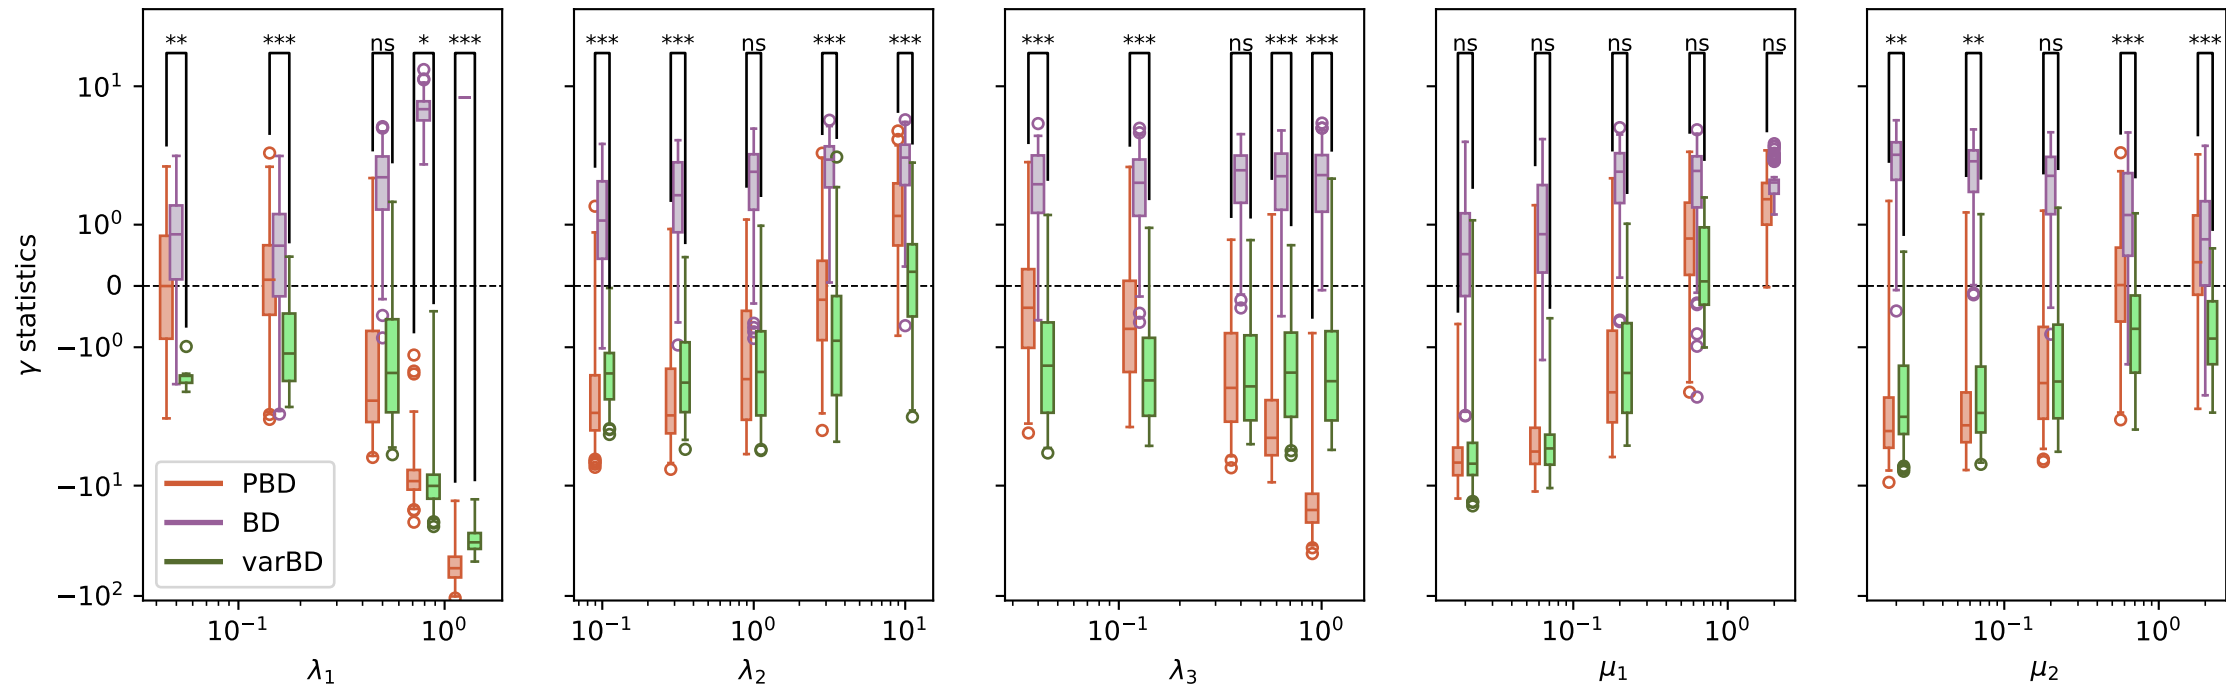 ** *** ns * ***
*** *** ns *** ***
*** *** ns *** ***
ns ns ns ns ns
** ** ns *** ***
γ statistics
10¹
10⁰
0
−10⁰
−10¹
−10²
PBD
BD
varBD
10⁻¹ 10⁰
λ₁
10⁻¹ 10⁰ 10¹
λ₂
10⁻¹ 10⁰
λ₃
10⁻¹ 10⁰
μ₁
10⁻¹ 10⁰
μ₂